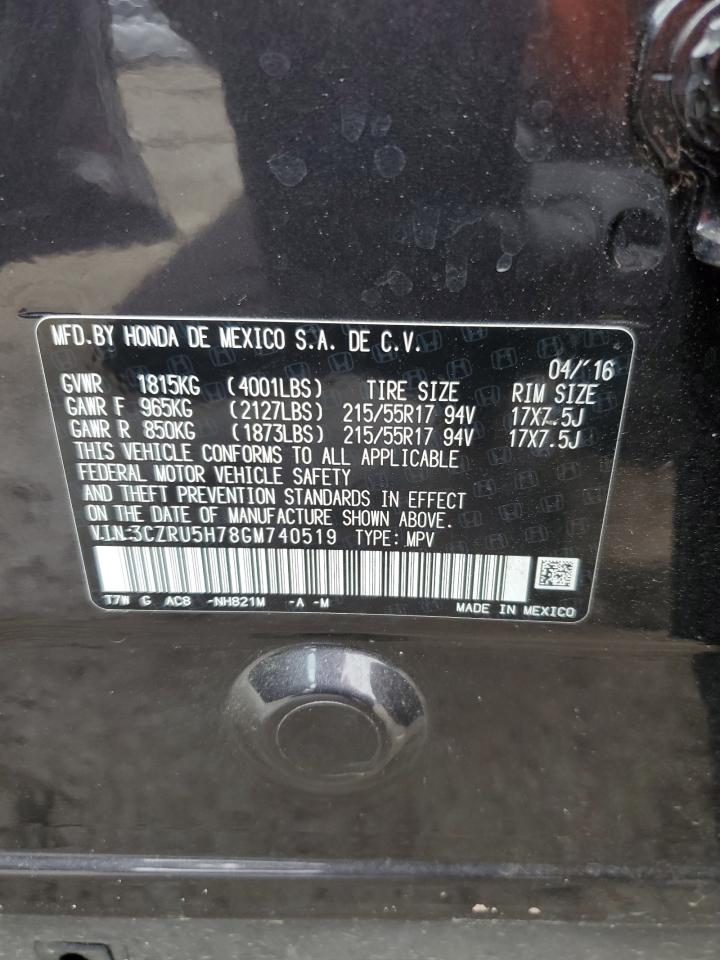 MFD.BY HONDA DE MEXICO S.A. DE C.V.
04/'16
GVWR 1815KG (4001LBS) TIRE SIZE RIM SIZE
GAWR F 965KG (2127LBS) 215/55R17 94V 17X7.5J
GAWR R 850KG (1873LBS) 215/55R17 94V 17X7.5J
THIS VEHICLE CONFORMS TO ALL APPLICABLE
FEDERAL MOTOR VEHICLE SAFETY
AND THEFT PREVENTION STANDARDS IN EFFECT
ON THE DATE OF MANUFACTURE SHOWN ABOVE.
V.I.N:3CZRU5H78GM740519 TYPE: MPV
T7W G AC8 -NH821M -A -M MADE IN MEXICO